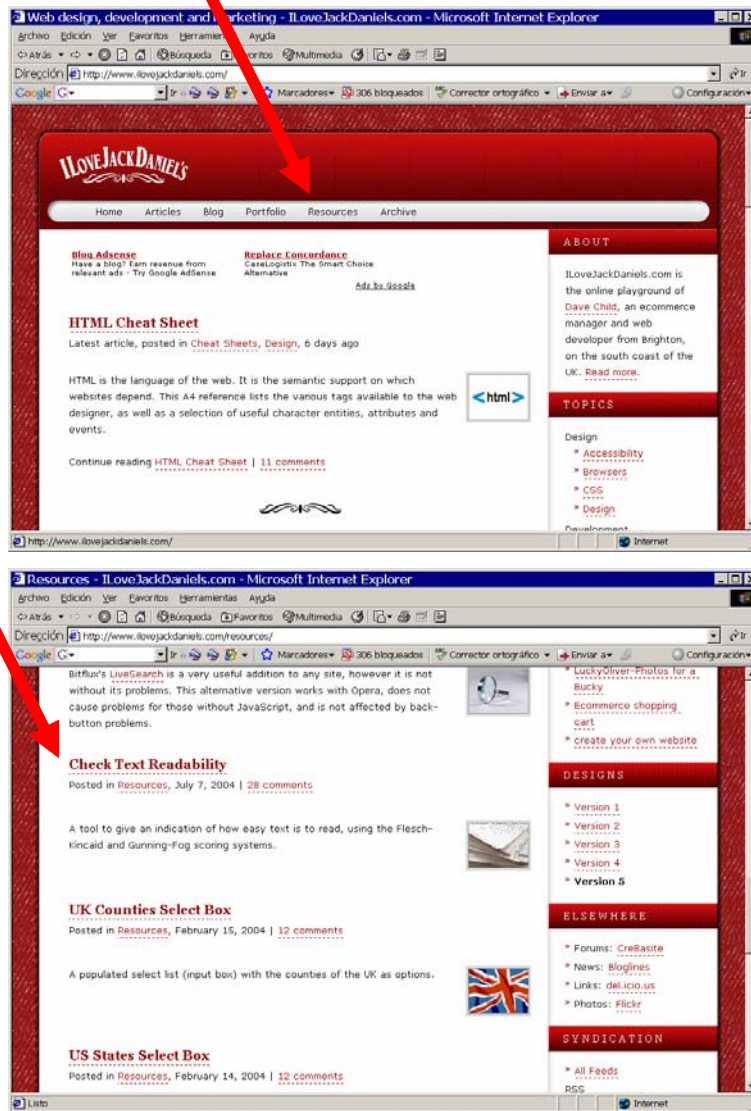 Web design, development and Marketing - ILoveJackDaniels.com - Microsoft Internet Explorer
Archivo Edición Ver Favoritos Ayuda
Atrás Búsqueda Multimedia
Dirección http://www.ilovejackdaniels.com/ Ir
Google G Ir Marcadores 306 bloqueados Corrector ortográfico Enviar a Configuración
ILOVEJACKDANIEL'S
Home Articles Blog Portfolio Resources Archive
Blog Adsense
Have a blog? Earn revenue from
relevant ads - Try Google AdSense
Replace Concordance
CaseLogistix The Smart Choice
Alternative
Ads by Google
HTML Cheat Sheet
Latest article, posted in Cheat Sheets, Design, 6 days ago
HTML is the language of the web. It is the semantic support on which
websites depend. This A4 reference lists the various tags available to the web
designer, as well as a selection of useful character entities, attributes and
events.
<html>
Continue reading HTML Cheat Sheet | 11 comments
ABOUT
ILoveJackDaniels.com is
the online playground of
Dave Child, an ecommerce
manager and web
developer from Brighton,
on the south coast of the
UK. Read more.
TOPICS
Design
Accessibility
Browsers
CSS
Design
Development
http://www.ilovejackdaniels.com/ Internet
Resources - ILoveJackDaniels.com - Microsoft Internet Explorer
Archivo Edición Ver Favoritos Herramientas Ayuda
Atrás Búsqueda Favoritos Multimedia
Dirección http://www.ilovejackdaniels.com/resources/ Ir
Google G Ir Marcadores 306 bloqueados Corrector ortográfico Enviar a Configuración
Bitflux's LiveSearch is a very useful addition to any site, however it is not
without its problems. This alternative version works with Opera, does not
cause problems for those without JavaScript, and is not affected by back-
button problems.
Check Text Readability
Posted in Resources, July 7, 2004 | 28 comments
A tool to give an indication of how easy text is to read, using the Flesch-
Kincaid and Gunning-Fog scoring systems.
UK Counties Select Box
Posted in Resources, February 15, 2004 | 12 comments
A populated select list (input box) with the counties of the UK as options.
US States Select Box
Posted in Resources, February 14, 2004 | 12 comments
LuckyOliver-Photos for a
Bucky
Ecommerce shopping
cart
create your own website
DESIGNS
Version 1
Version 2
Version 3
Version 4
Version 5
ELSEWHERE
Forums: Cre8asite
News: Bloglines
Links: del.icio.us
Photos: Flickr
SYNDICATION
All Feeds
RSS
Listo Internet